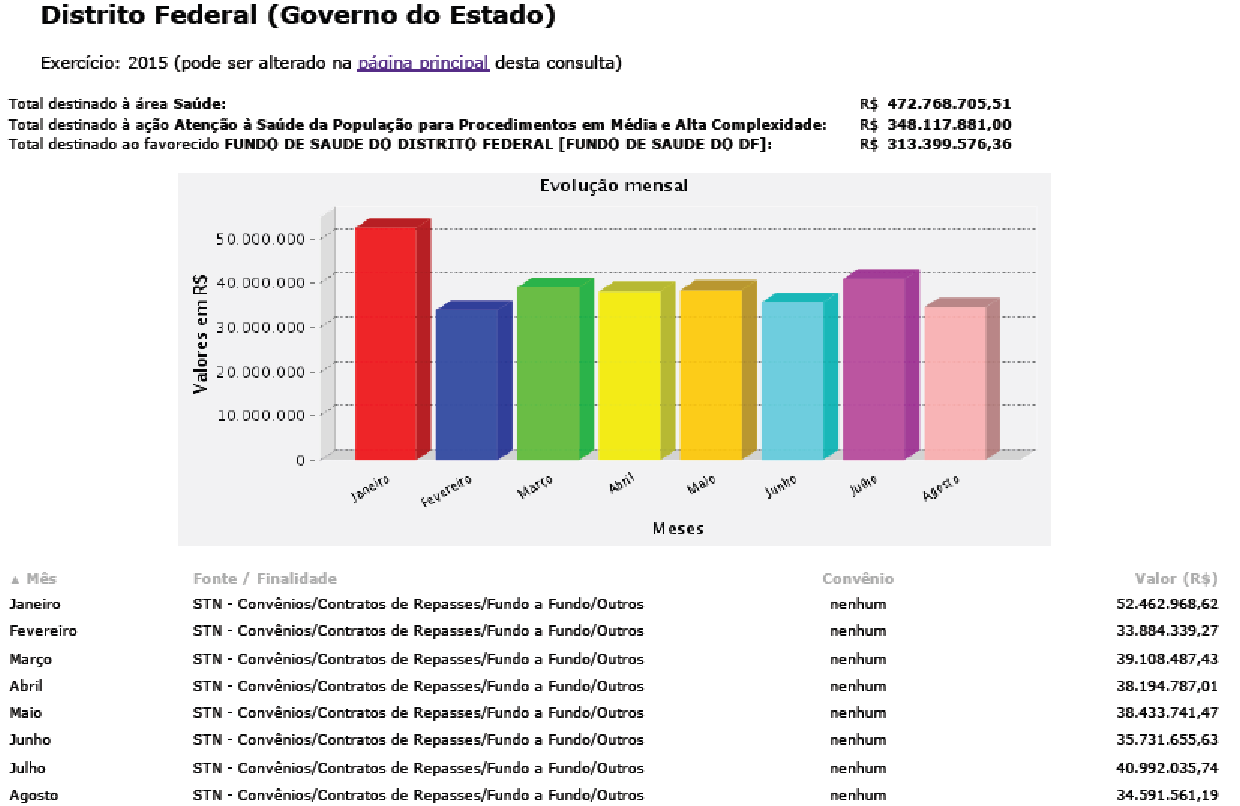 Distrito Federal (Governo do Estado)
Exercício: 2015 (pode ser alterado na página principal desta consulta)
Total destinado à área Saúde: R$ 472.768.705,51
Total destinado à ação Atenção à Saúde da População para Procedimentos em Média e Alta Complexidade: R$ 348.117.881,00
Total destinado ao favorecido FUNDO DE SAUDE DO DISTRITO FEDERAL [FUNDO DE SAUDE DO DF]: R$ 313.399.576,36
Evolução mensal
Valores em R$
50.000.000
40.000.000
30.000.000
20.000.000
10.000.000
0
Janeiro Fevereiro Março Abril Maio Junho Julho Agosto
Meses
▲ Mês Fonte / Finalidade Convênio Valor (R$)
Janeiro STN - Convênios/Contratos de Repasses/Fundo a Fundo/Outros nenhum 52.462.968,62
Fevereiro STN - Convênios/Contratos de Repasses/Fundo a Fundo/Outros nenhum 33.884.339,27
Março STN - Convênios/Contratos de Repasses/Fundo a Fundo/Outros nenhum 39.108.487,43
Abril STN - Convênios/Contratos de Repasses/Fundo a Fundo/Outros nenhum 38.194.787,01
Maio STN - Convênios/Contratos de Repasses/Fundo a Fundo/Outros nenhum 38.433.741,47
Junho STN - Convênios/Contratos de Repasses/Fundo a Fundo/Outros nenhum 35.731.655,63
Julho STN - Convênios/Contratos de Repasses/Fundo a Fundo/Outros nenhum 40.992.035,74
Agosto STN - Convênios/Contratos de Repasses/Fundo a Fundo/Outros nenhum 34.591.561,19